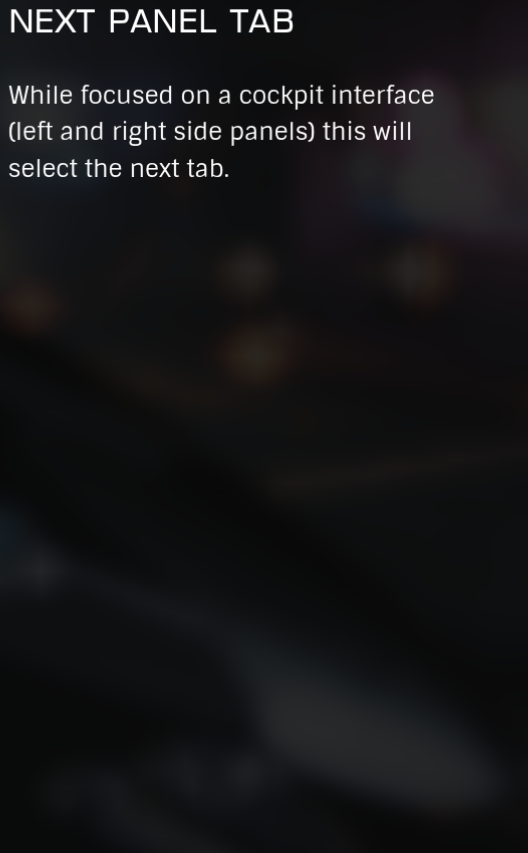 NEXT PANEL TAB
While focused on a cockpit interface
(left and right side panels) this will
select the next tab.